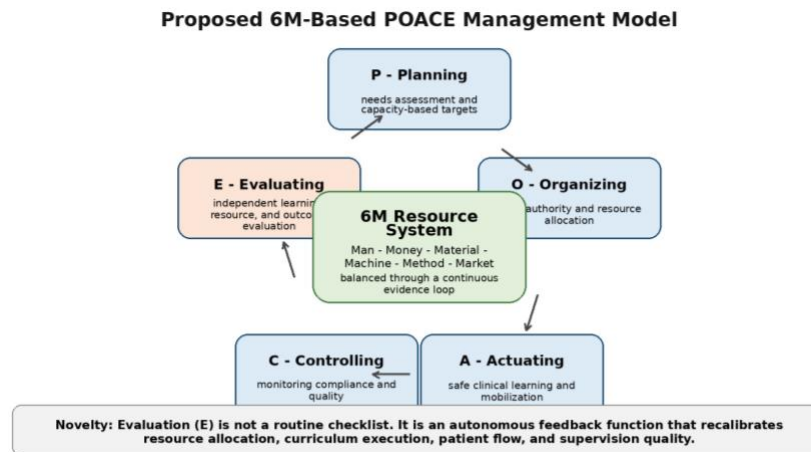 Proposed 6M-Based POACE Management Model
P - Planning
needs assessment and
capacity-based targets
E - Evaluating
independent learnin
resource, and outco
evaluation
O - Organizing
authority and resource
allocation
6M Resource
System
Man - Money - Material -
Machine - Method - Market
balanced through a continuous
evidence loop
C - Controlling
monitoring compliance and
quality
A - Actuating
safe clinical learning and
mobilization
Novelty: Evaluation (E) is not a routine checklist. It is an autonomous feedback function that recalibrates
resource allocation, curriculum execution, patient flow, and supervision quality.